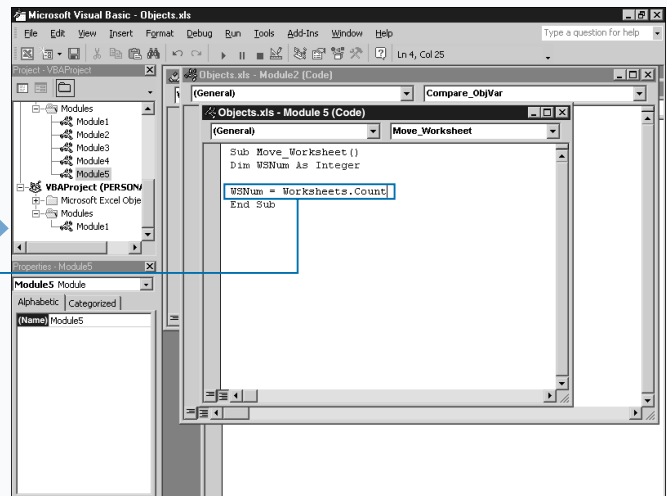 Microsoft Visual Basic - Objects.xls
File Edit View Insert Format Debug Run Tools Add-Ins Window Help
Type a question for help
Ln 4, Col 25
Project - VBAProject
Modules
Module1
Module2
Module3
Module4
Module5
VBAProject (PERSON
Microsoft Excel Obje
Modules
Module1
Properties - Module5
Module5 Module
Alphabetic Categorized
(Name) Module5
Objects.xls - Module2 (Code)
(General) Compare_ObjVar
Objects.xls - Module 5 (Code)
(General) Move_Worksheet
Sub Move_Worksheet()
Dim WSNum As Integer
WSNum = Worksheets.Count
End Sub